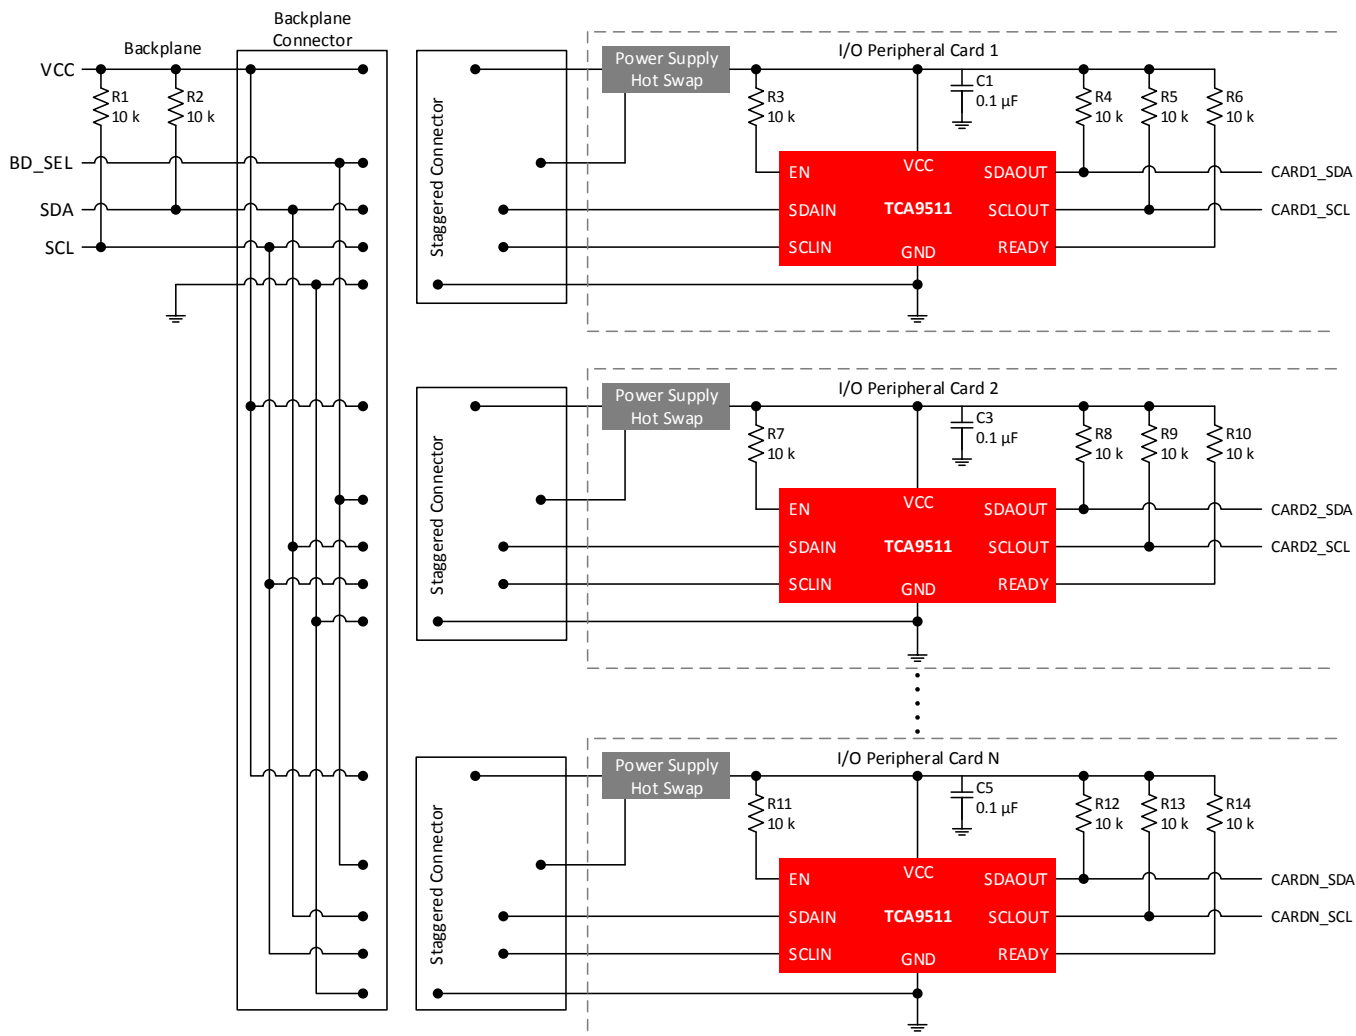 Backplane
Connector
Backplane
VCC
R1
10 k
R2
10 k
BD_SEL
SDA
SCL
Staggered Connector
I/O Peripheral Card 1
Power Supply
Hot Swap
R3
10 k
C1
0.1 µF
R4
10 k
R5
10 k
R6
10 k
EN
VCC
SDAOUT
CARD1_SDA
SDAIN
TCA9511
SCLOUT
CARD1_SCL
SCLIN
GND
READY
Staggered Connector
I/O Peripheral Card 2
Power Supply
Hot Swap
R7
10 k
C3
0.1 µF
R8
10 k
R9
10 k
R10
10 k
EN
VCC
SDAOUT
CARD2_SDA
SDAIN
TCA9511
SCLOUT
CARD2_SCL
SCLIN
GND
READY
Staggered Connector
I/O Peripheral Card N
Power Supply
Hot Swap
R11
10 k
C5
0.1 µF
R12
10 k
R13
10 k
R14
10 k
EN
VCC
SDAOUT
CARDN_SDA
SDAIN
TCA9511
SCLOUT
CARDN_SCL
SCLIN
GND
READY